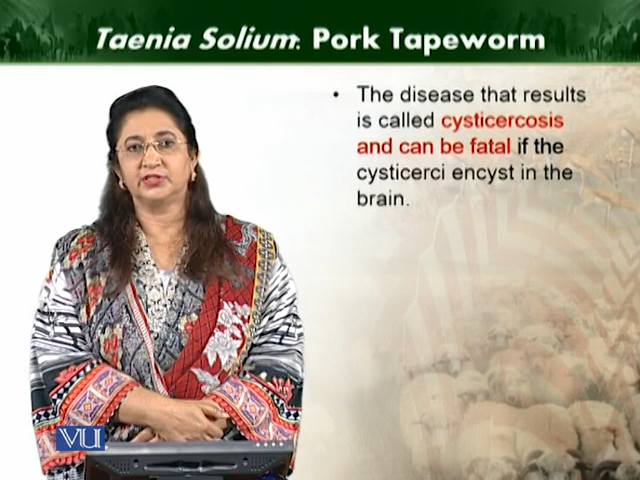 Taenia Solium: Pork Tapeworm
• The disease that results
is called cysticercosis
and can be fatal if the
cysticerci encyst in the
brain.
VU